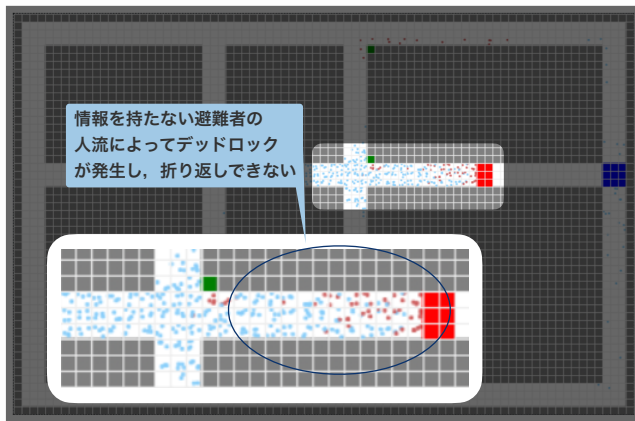 情報を持たない避難者の
人流によってデッドロック
が発生し，折り返しできない